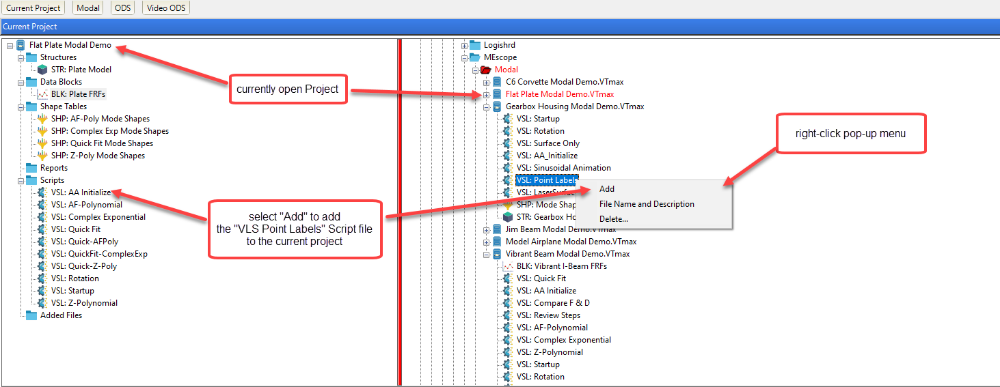 Current Project
Modal
ODS
Video ODS
Current Project
Flat Plate Modal Demo
Structures
STR: Plate Model
Data Blocks
BLK: Plate FRFs
Shape Tables
SHP: AF-Poly Mode Shapes
SHP: Complex Exp Mode Shapes
SHP: Quick Fit Mode Shapes
SHP: Z-Poly Mode Shapes
Reports
Scripts
VSL: AA Initialize
VSL: AF-Polynomial
VSL: Complex Exponential
VSL: Quick Fit
VSL: Quick-AFPoly
VSL: QuickFit-ComplexExp
VSL: Quick-Z-Poly
VSL: Rotation
VSL: Startup
VSL: Z-Polynomial
Added Files
currently open Project
select "Add" to add
the "VLS Point Labels" Script file
to the current project
Logishrd
MEscope
Modal
C6 Corvette Modal Demo.VTmax
Flat Plate Modal Demo.VTmax
Gearbox Housing Modal Demo.VTmax
VSL: Startup
VSL: Rotation
VSL: Surface Only
VSL: AA_Initialize
VSL: Sinusoidal Animation
VSL: Point Labels
VSL: LaserSurfa
SHP: Mode Shap
STR: Gearbox Ho
Jim Beam Modal Demo.VTmax
Model Airplane Modal Demo.VTmax
Vibrant Beam Modal Demo.VTmax
BLK: Vibrant I-Beam FRFs
VSL: Quick Fit
VSL: AA Initialize
VSL: Compare F & D
VSL: Review Steps
VSL: AF-Polynomial
VSL: Complex Exponential
VSL: Z-Polynomial
VSL: Startup
VSL: Rotation
right-click pop-up menu
Add
File Name and Description
Delete...